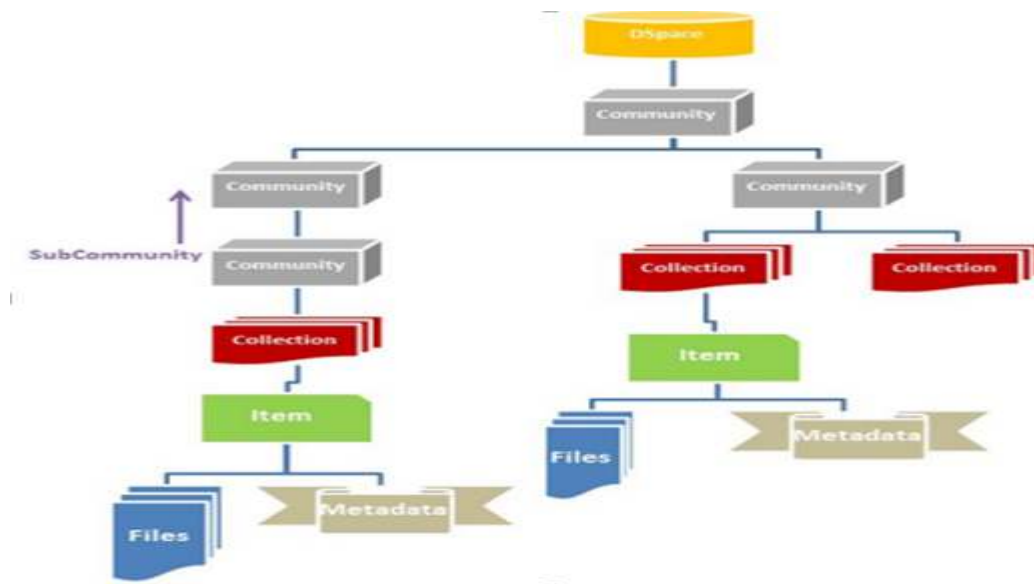 DSpace
Community
Community
Community
SubCommunity
Community
Collection
Collection
Collection
Item
Item
Files
Metadata
Files
Metadata